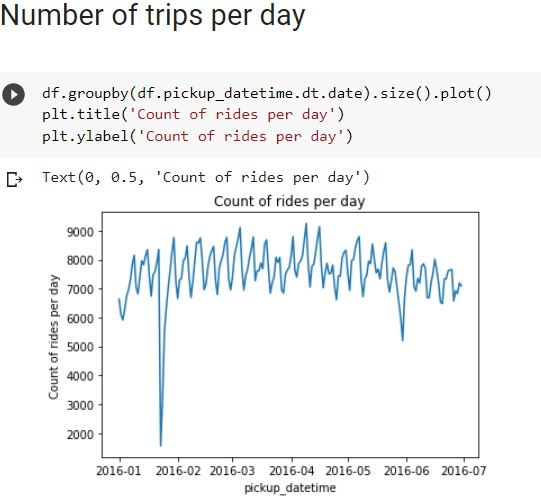 Number of trips per day
df.groupby(df.pickup_datetime.dt.date).size().plot()
plt.title('Count of rides per day')
plt.ylabel('Count of rides per day')
Text(0, 0.5, 'Count of rides per day')
Count of rides per day
Count of rides per day
9000
8000
7000
6000
5000
4000
3000
2000
2016-01 2016-02 2016-03 2016-04 2016-05 2016-06 2016-07
pickup_datetime